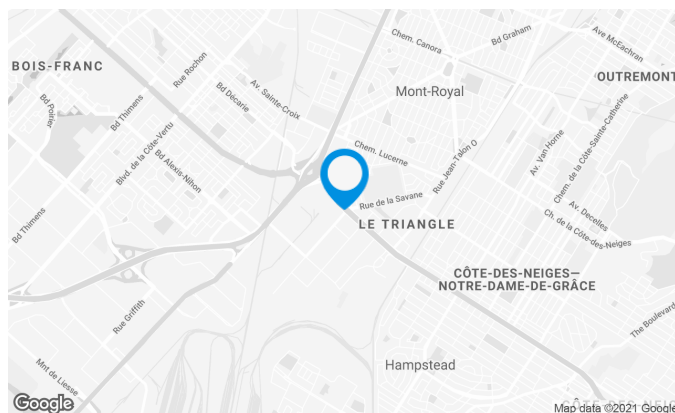 Chem. Canora
Bd Graham
Ave McEachran
BOIS-FRANC
Rue Rochon
OUTREMONT
Av. Sainte-Croix
Bd Décarie
Mont-Royal
Bd Poirier
Bd Thimens
Blvd. de la Côte-Vertu
Bd Alexis-Nihon
Chem. Lucerne
Rue Jean-Talon O
Av. Van Horne
Chem. de la Côte-Sainte-Catherine
Rue de la Savane
Av. Decelles
LE TRIANGLE
Ch. de la Côte-des-Neiges
Bd Thimens
CÔTE-DES-NEIGES—
NOTRE-DAME-DE-GRÂCE
Rue Griffith
The Boulevard
Mnt de Liesse
Hampstead
Google
CÔTE-DES-NEIG
Map data ©2021 Google